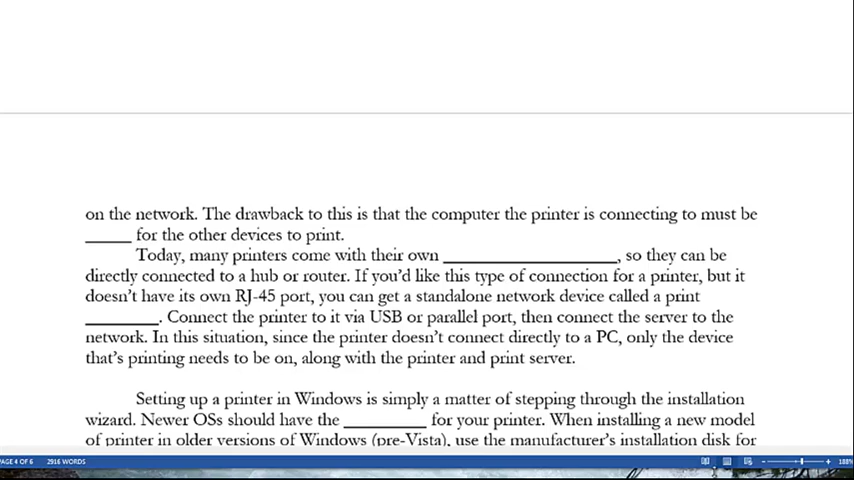 on the network. The drawback to this is that the computer the printer is connecting to must be
_____ for the other devices to print.
Today, many printers come with their own ___________________, so they can be
directly connected to a hub or router. If you'd like this type of connection for a printer, but it
doesn't have its own RJ-45 port, you can get a standalone network device called a print
________. Connect the printer to it via USB or parallel port, then connect the server to the
network. In this situation, since the printer doesn't connect directly to a PC, only the device
that's printing needs to be on, along with the printer and print server.
Setting up a printer in Windows is simply a matter of stepping through the installation
wizard. Newer OSs should have the _________ for your printer. When installing a new model
of printer in older versions of Windows (pre-Vista), use the manufacturer's installation disk for
PAGE 4 OF 6 2916 WORDS 188%